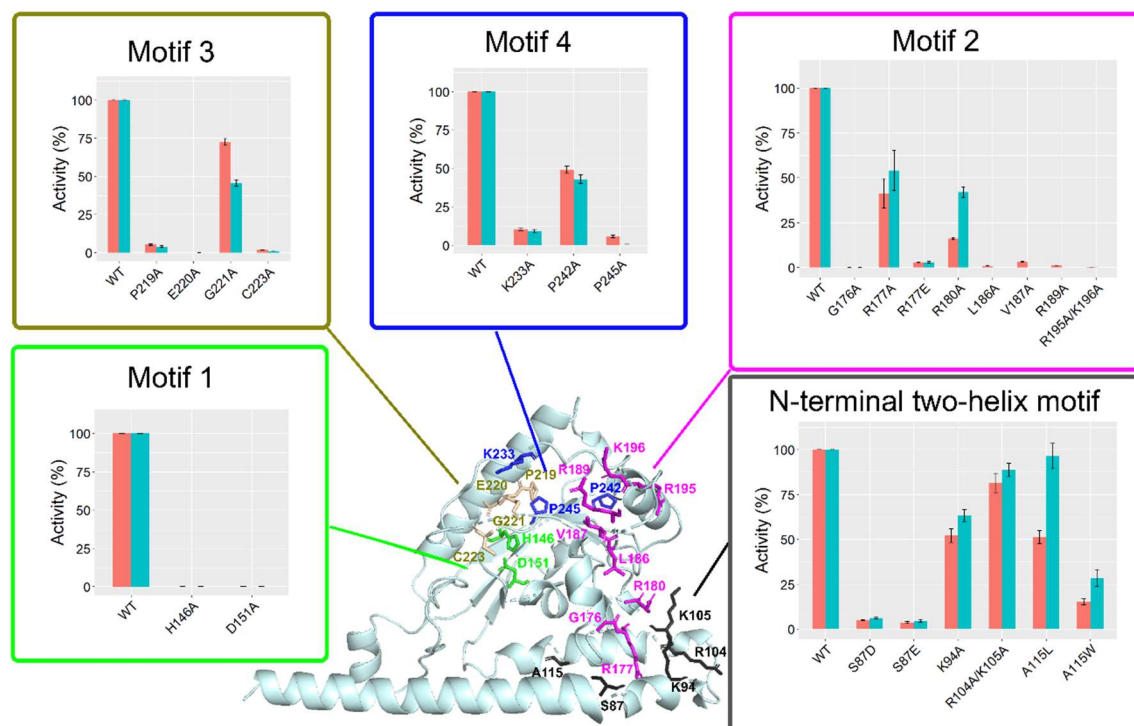 Motif 3
Activity (%)
100
75
50
25
0
WT
P219A
E220A
G221A
C223A
Motif 4
Activity (%)
100
75
50
25
0
WT
K233A
P242A
P245A
Motif 2
Activity (%)
100
75
50
25
0
WT
G176A
R177A
R177E
R180A
L186A
V187A
R189A
R195A/K196A
Motif 1
Activity (%)
100
75
50
25
0
WT
H146A
D151A
N-terminal two-helix motif
Activity (%)
100
75
50
25
0
WT
S87D
S87E
K94A
R104A/K105A
A115L
A115W
K233
K196
P219
R189
E220
P242
R195
P245
G221
V187
H146
C223
L186
D151
R180
G176
K105
R104
A115
R177
K94
S87